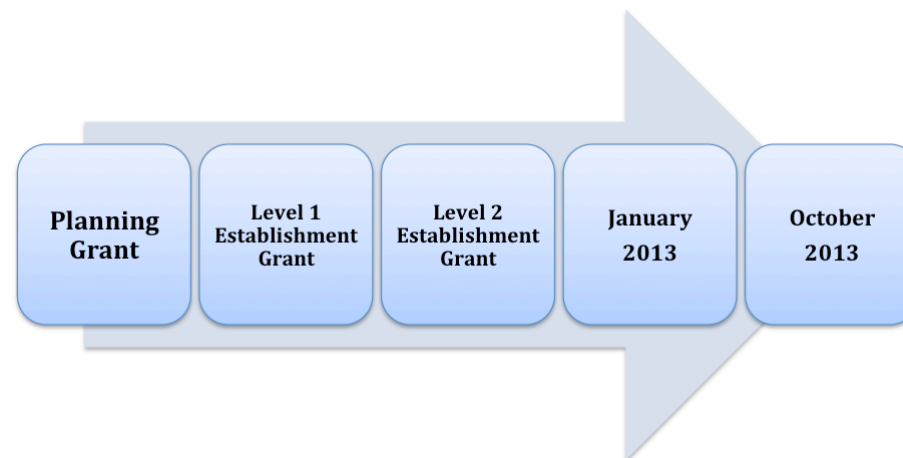 Planning
Grant
Level 1
Establishment
Grant
Level 2
Establishment
Grant
January
2013
October
2013